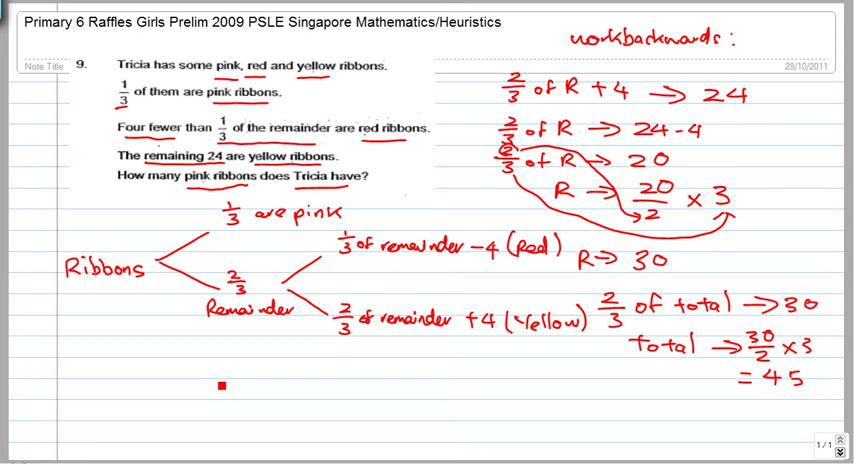 Primary 6 Raffles Girls Prelim 2009 PSLE Singapore Mathematics/Heuristics
workbackwards:
Note Title
28/10/2011
9. Tricia has some pink, red and yellow ribbons.
1/3 of them are pink ribbons.
Four fewer than 1/3 of the remainder are red ribbons.
The remaining 24 are yellow ribbons.
How many pink ribbons does Tricia have?
2/3 of R + 4 → 24
2/3 of R → 24 - 4
2/3 of R → 20
R → 20/2 × 3
R → 30
1/3 are pink
Ribbons
2/3
Remainder
1/3 of remainder - 4 (Red)
2/3 of remainder + 4 (Yellow)
2/3 of total → 30
total → 30/2 × 3
= 45
1/1